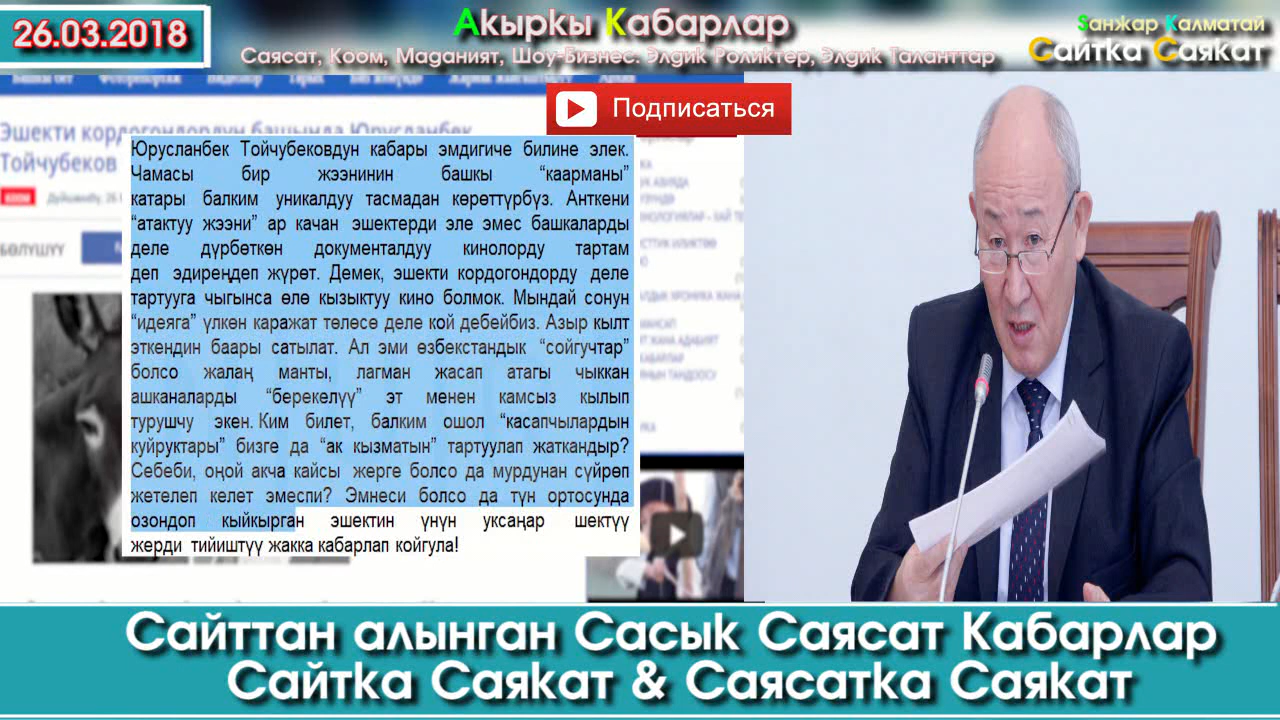 26.03.2018
Акыркы Кабарлар
Саясат, Коом, Маданият, Шоу-Бизнес. Элдик Роликтер, Элдик Таланттар
Sанжар Калматай
Сайтка Саякат
Подписаться
Эшекти кордогондордун башында Юрусланбек
Тойчубеков
Юрусланбек Тойчубековдун кабары эмдигиче билине элек.
Чамасы бир жээнинин башкы “каарманы”
катары балким уникалдуу тасмадан көрөттүрбүз. Анткени
“атактуу жээни” ар качан эшектерди эле эмес башкаларды
деле дүрбөткөн документалдуу кинолорду тартам
деп эдиреңдеп жүрөт. Демек, эшекти кордогондорду деле
тартууга чыгынса өлө кызыктуу кино болмок. Мындай сонун
“идеяга” үлкөн каражат төлөсө деле кой дебейбиз. Азыр кылт
эткендин баары сатылат. Ал эми өзбекстандык “сойгучтар”
болсо жалаң манты, лагман жасап атагы чыккан
ашканаларды “берекелүү” эт менен камсыз кылып
турушчу экен. Ким билет, балким ошол “касапчылардын
куйруктары” бизге да “ак кызматын” тартуулап жаткандыр?
Себеби, оңой акча кайсы жерге болсо да мурдунан сүйрөп
жетелеп келет эмеспи? Эмнеси болсо да түн ортосунда
озондоп кыйкырган эшектин үнүн уксаңар шектүү
жерди тийиштүү жакка кабарлап койгула!
БӨЛҮШҮҮ
Сайттан алынган Сасык Саясат Кабарлар
Сайтка Саякат & Саясатка Саякат